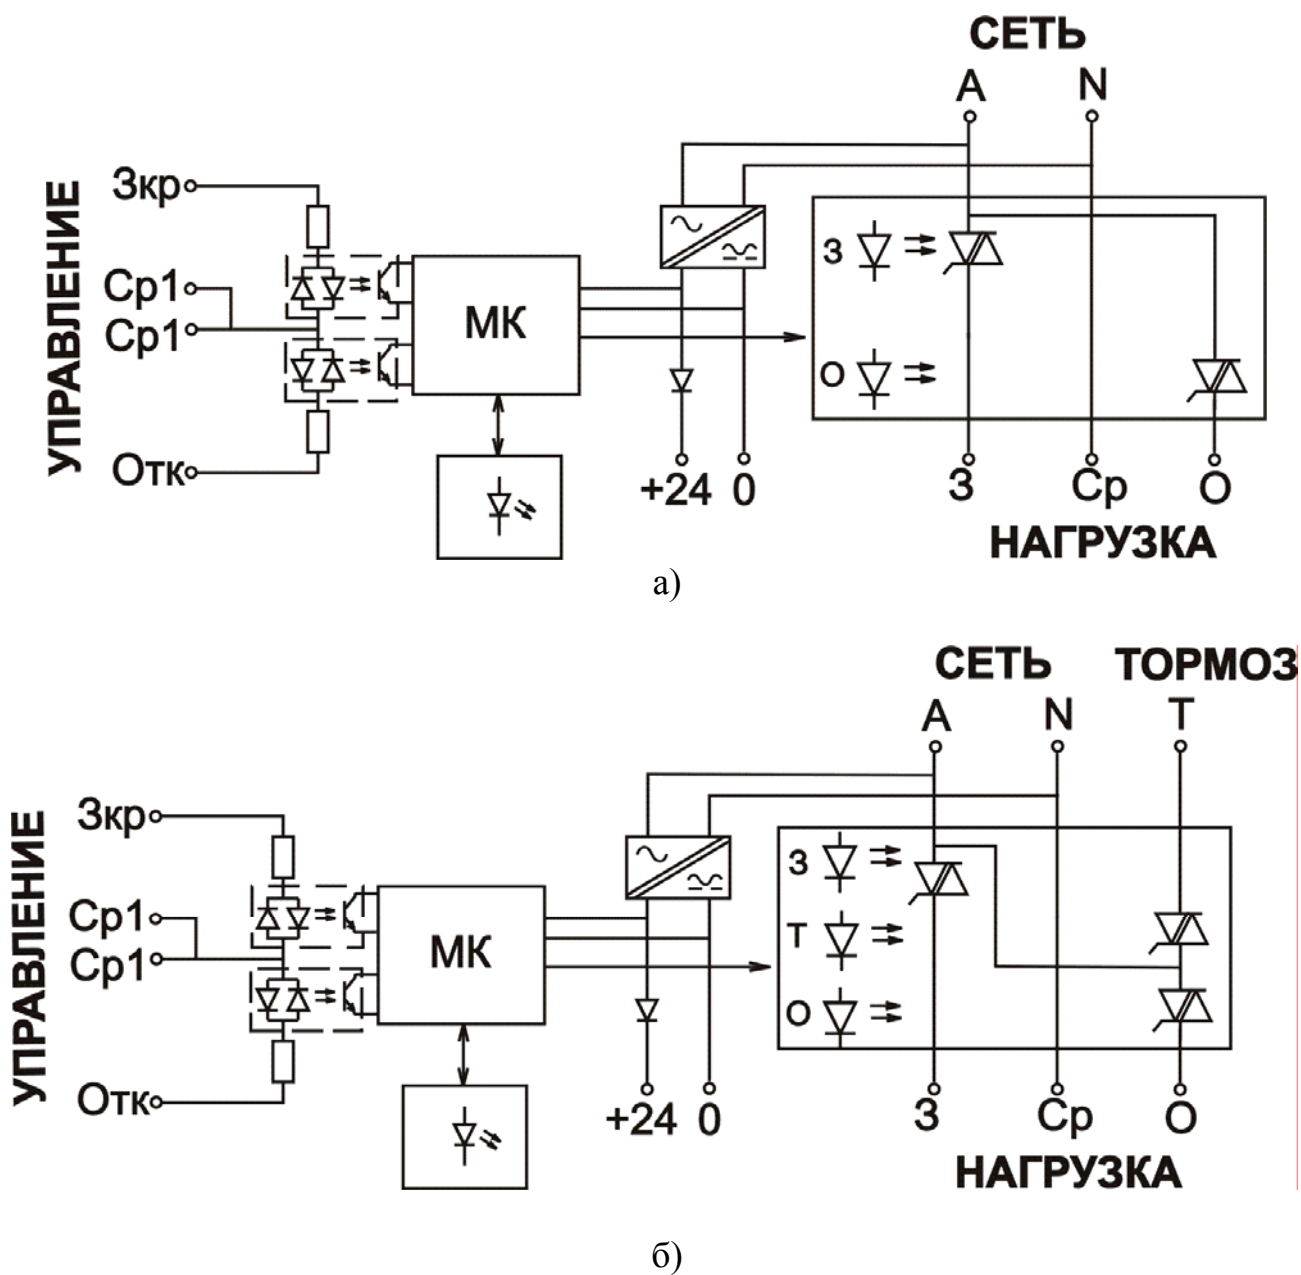 СЕТЬ
A N
УПРАВЛЕНИЕ
Зкр
Ср1
Ср1
Отк
МК
+24 0
З
О
З Ср О
НАГРУЗКА
а)
СЕТЬ ТОРМОЗ
A N T
УПРАВЛЕНИЕ
Зкр
Ср1
Ср1
Отк
МК
+24 0
З
Т
О
З Ср О
НАГРУЗКА
б)